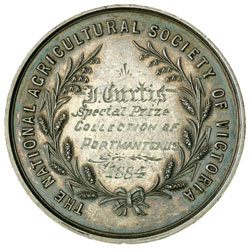 THE NATIONAL AGRICULTURAL SOCIETY OF VICTORIA
J. Curtis
Special Prize
COLLECTION OF
PORTMANTEAUS
1884